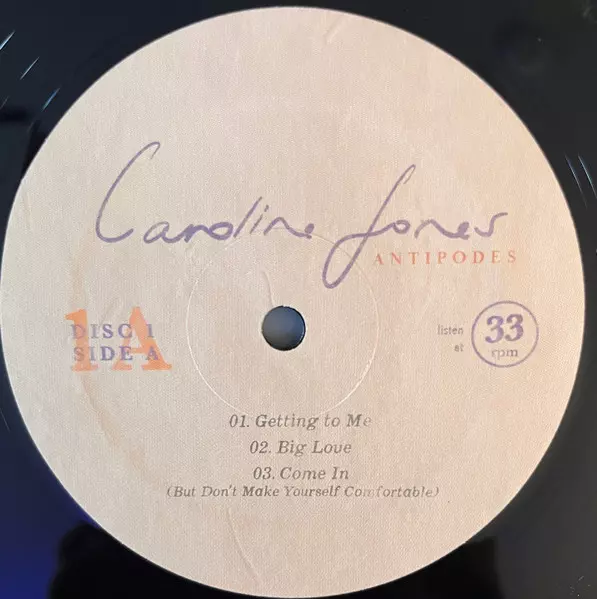 Caroline Jones
ANTIPODES
1A
DISC 1
SIDE A
listen
at
33
rpm
01. Getting to Me
02. Big Love
03. Come In
(But Don't Make Yourself Comfortable)